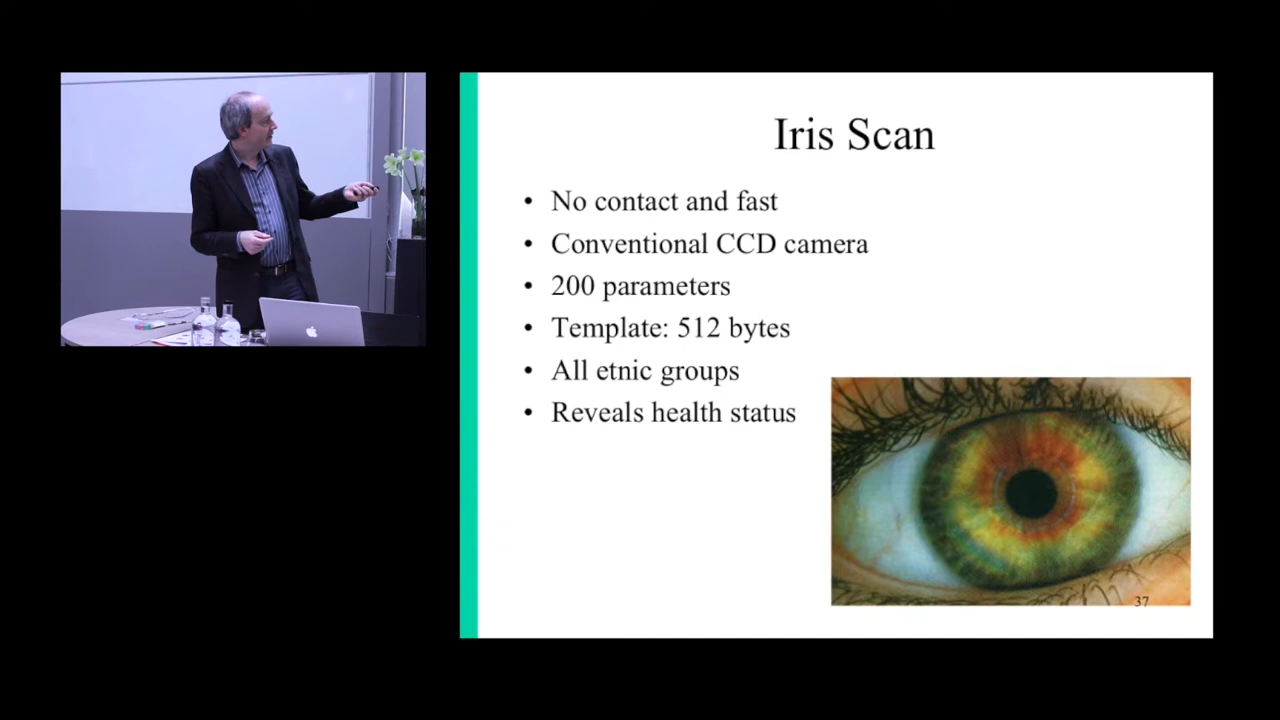 Iris Scan
• No contact and fast
• Conventional CCD camera
• 200 parameters
• Template: 512 bytes
• All etnic groups
• Reveals health status
37